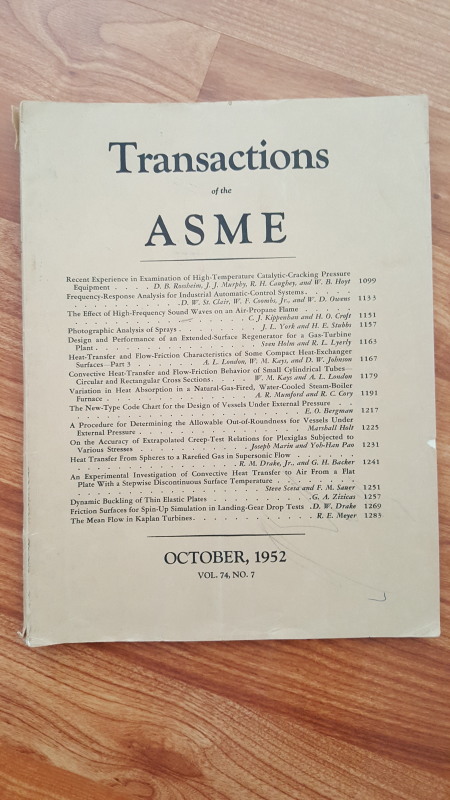 Transactions
of the
ASME
Recent Experience in Examination of High-Temperature Catalytic-Cracking Pressure
Equipment . . . . . D. B. Rossheim, J. J. Murphy, R. H. Caughey, and W. B. Hoyt 1099
Frequency-Response Analysis for Industrial Automatic-Control Systems . . . . . .
. . . . . . . . . . . . . D. W. St. Clair, W. F. Coombs, Jr., and W. D. Owens 1133
The Effect of High-Frequency Sound Waves on an Air-Propane Flame . . . . . .
. . . . . . . . . . . . . . . . . . . . C. J. Kippenhan and H. O. Croft 1151
Photographic Analysis of Sprays . . . . . . . . . . J. L. York and H. E. Stubbs 1157
Design and Performance of an Extended-Surface Regenerator for a Gas-Turbine
Plant . . . . . . . . . . . . . . . . . . . Sven Holm and R. L. Lyerly 1163
Heat-Transfer and Flow-Friction Characteristics of Some Compact Heat-Exchanger
Surfaces—Part 3 . . . . . . A. L. London, W. M. Kays, and D. W. Johnson 1167
Convective Heat-Transfer and Flow-Friction Behavior of Small Cylindrical Tubes—
Circular and Rectangular Cross Sections . . . . . W. M. Kays and A. L. London 1179
Variation in Heat Absorption in a Natural-Gas-Fired, Water-Cooled Steam-Boiler
Furnace . . . . . . . . . . . . . . . . A. R. Mumford and R. C. Cory 1191
The New-Type Code Chart for the Design of Vessels Under External Pressure . . .
. . . . . . . . . . . . . . . . . . . . . . . . . . . E. O. Bergman 1217
A Procedure for Determining the Allowable Out-of-Roundness for Vessels Under
External Pressure . . . . . . . . . . . . . . . . . . . Marshall Holt 1225
On the Accuracy of Extrapolated Creep-Test Relations for Plexiglas Subjected to
Various Stresses . . . . . . . . . . . . . Joseph Marin and Yoh-Han Pao 1231
Heat Transfer From Spheres to a Rarefied Gas in Supersonic Flow . . . . . . .
. . . . . . . . . . . . . . . . . . R. M. Drake, Jr., and G. H. Backer 1241
An Experimental Investigation of Convective Heat Transfer to Air From a Flat
Plate With a Stepwise Discontinuous Surface Temperature . . . . . . . . .
. . . . . . . . . . . . . . . . . . . . . Steve Scesa and F. M. Sauer 1251
Dynamic Buckling of Thin Elastic Plates . . . . . . . . . . . . G. A. Zizicas 1257
Friction Surfaces for Spin-Up Simulation in Landing-Gear Drop Tests . D. W. Drake 1269
The Mean Flow in Kaplan Turbines . . . . . . . . . . . . . . . R. E. Meyer 1283
OCTOBER, 1952
VOL. 74, NO. 7